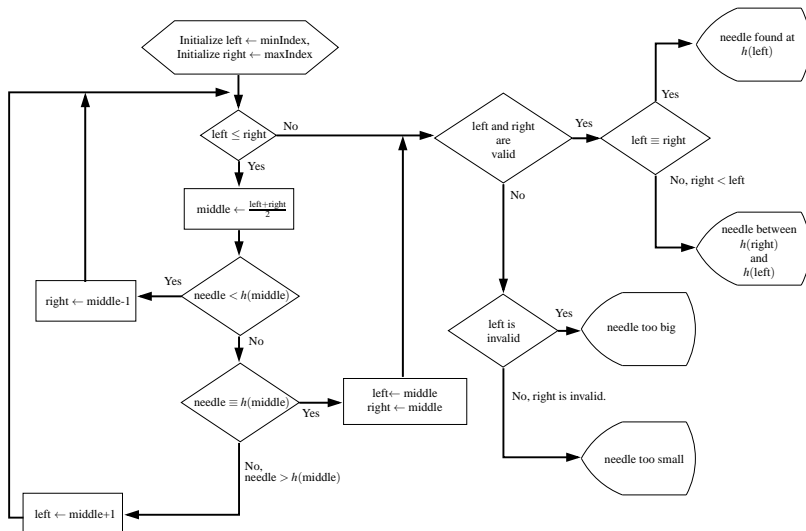 Initialize left ← minIndex,
Initialize right ← maxIndex
left ≤ right
No
Yes
middle ← left+right
2
needle < h(middle)
Yes
right ← middle-1
No
needle ≡ h(middle)
Yes
left← middle
right ← middle
No,
needle > h(middle)
left ← middle+1
left and right
are
valid
Yes
No
left ≡ right
Yes
needle found at
h(left)
No, right < left
needle between
h(right)
and
h(left)
left is
invalid
Yes
needle too big
No, right is invalid.
needle too small